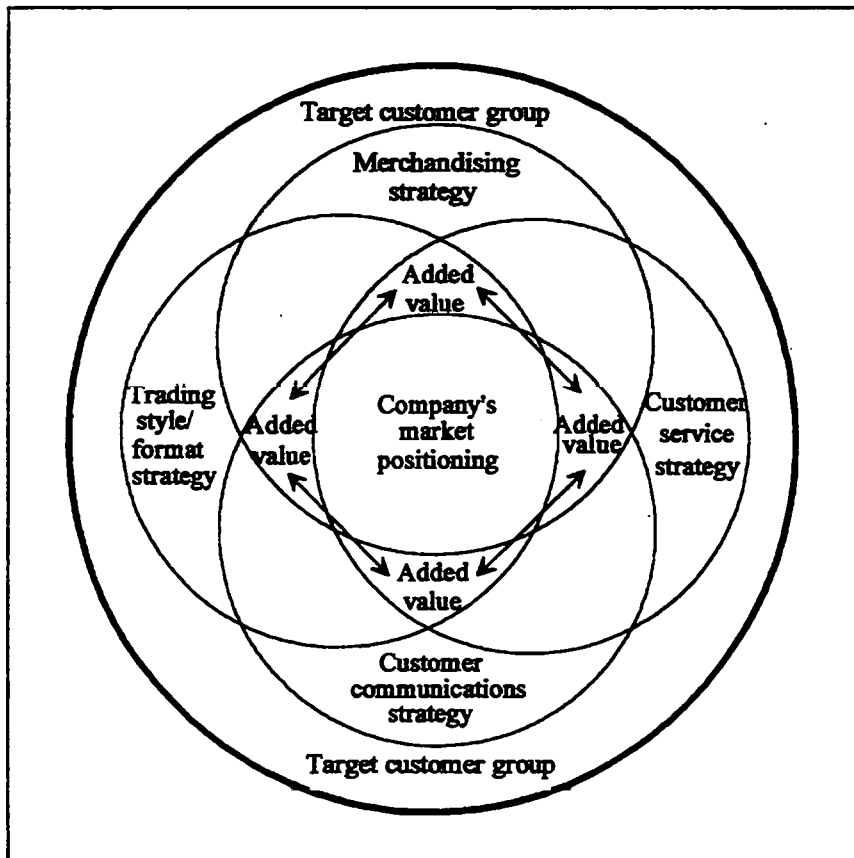 Target customer group
Merchandising
strategy
Added
value
Trading
style/
format
strategy
Added
value
Company's
market
positioning
Added
value
Customer
service
strategy
Added
value
Customer
communications
strategy
Target customer group